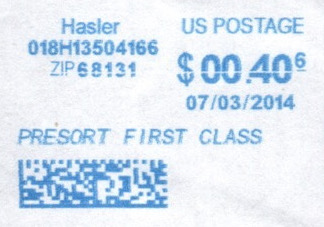 Hasler
018H13504166
ZIP 68131
US POSTAGE
$00.40⁶
07/03/2014
PRESORT FIRST CLASS